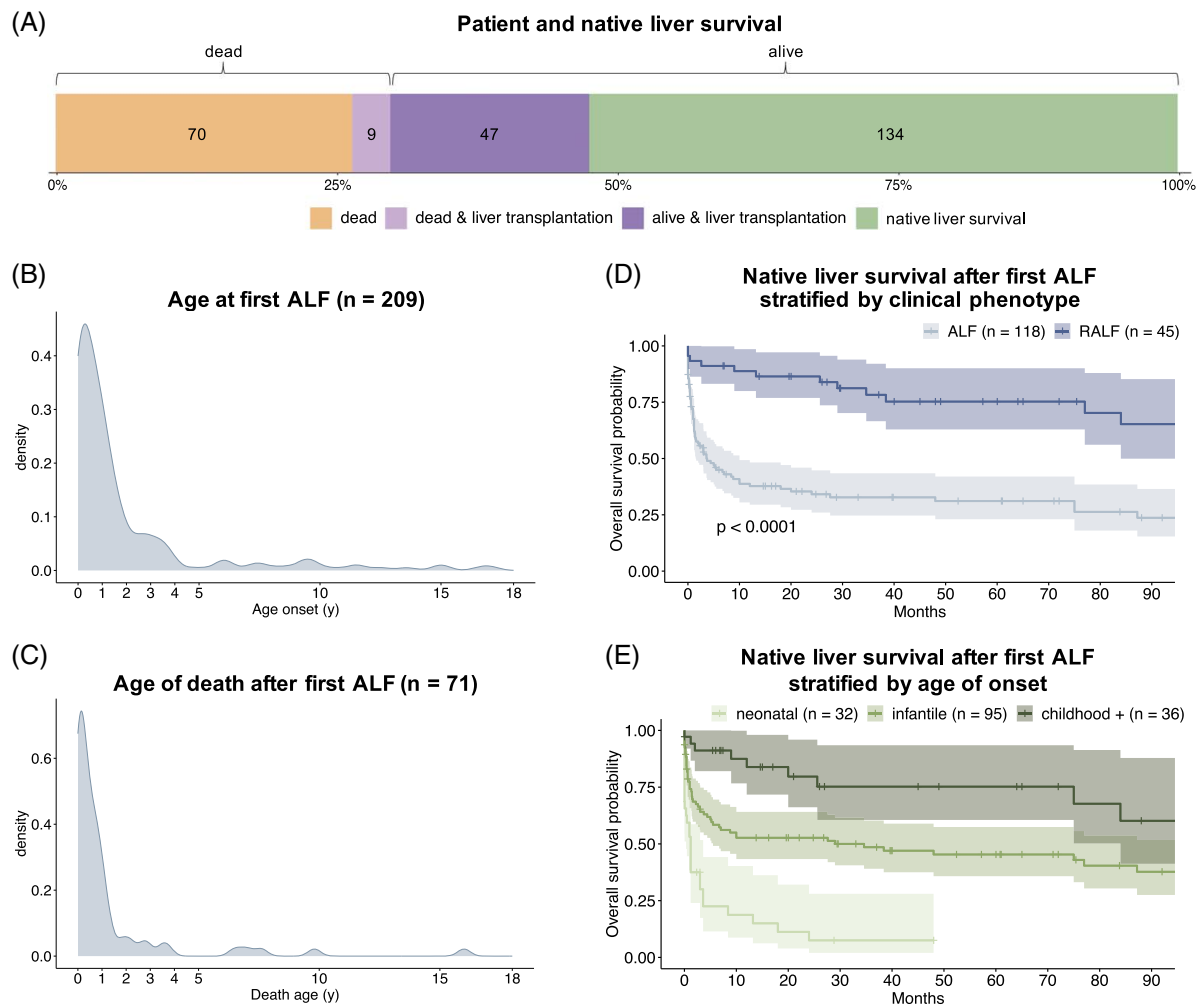 (A)
Patient and native liver survival
dead
alive
70
9
47
134
0%
25%
50%
75%
100%
dead
dead & liver transplantation
alive & liver transplantation
native liver survival
(B)
Age at first ALF (n = 209)
density
0.4
0.3
0.2
0.1
0.0
0 1 2 3 4 5 10 15 18
Age onset (y)
(C)
Age of death after first ALF (n = 71)
density
0.6
0.4
0.2
0.0
0 1 2 3 4 5 10 15 18
Death age (y)
(D)
Native liver survival after first ALF
stratified by clinical phenotype
ALF (n = 118)
RALF (n = 45)
Overall survival probability
1.00
0.75
0.50
0.25
0.00
p < 0.0001
0 10 20 30 40 50 60 70 80 90
Months
(E)
Native liver survival after first ALF
stratified by age of onset
neonatal (n = 32)
infantile (n = 95)
childhood + (n = 36)
Overall survival probability
1.00
0.75
0.50
0.25
0.00
0 10 20 30 40 50 60 70 80 90
Months